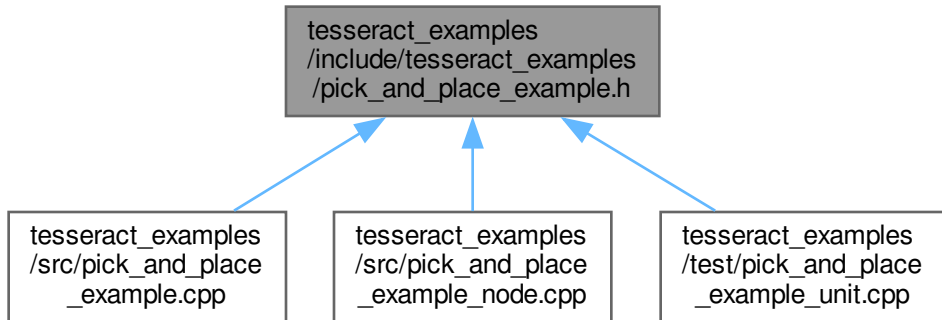 tesseract_examples
/include/tesseract_examples
/pick_and_place_example.h
tesseract_examples
/src/pick_and_place
_example.cpp
tesseract_examples
/src/pick_and_place
_example_node.cpp
tesseract_examples
/test/pick_and_place
_example_unit.cpp